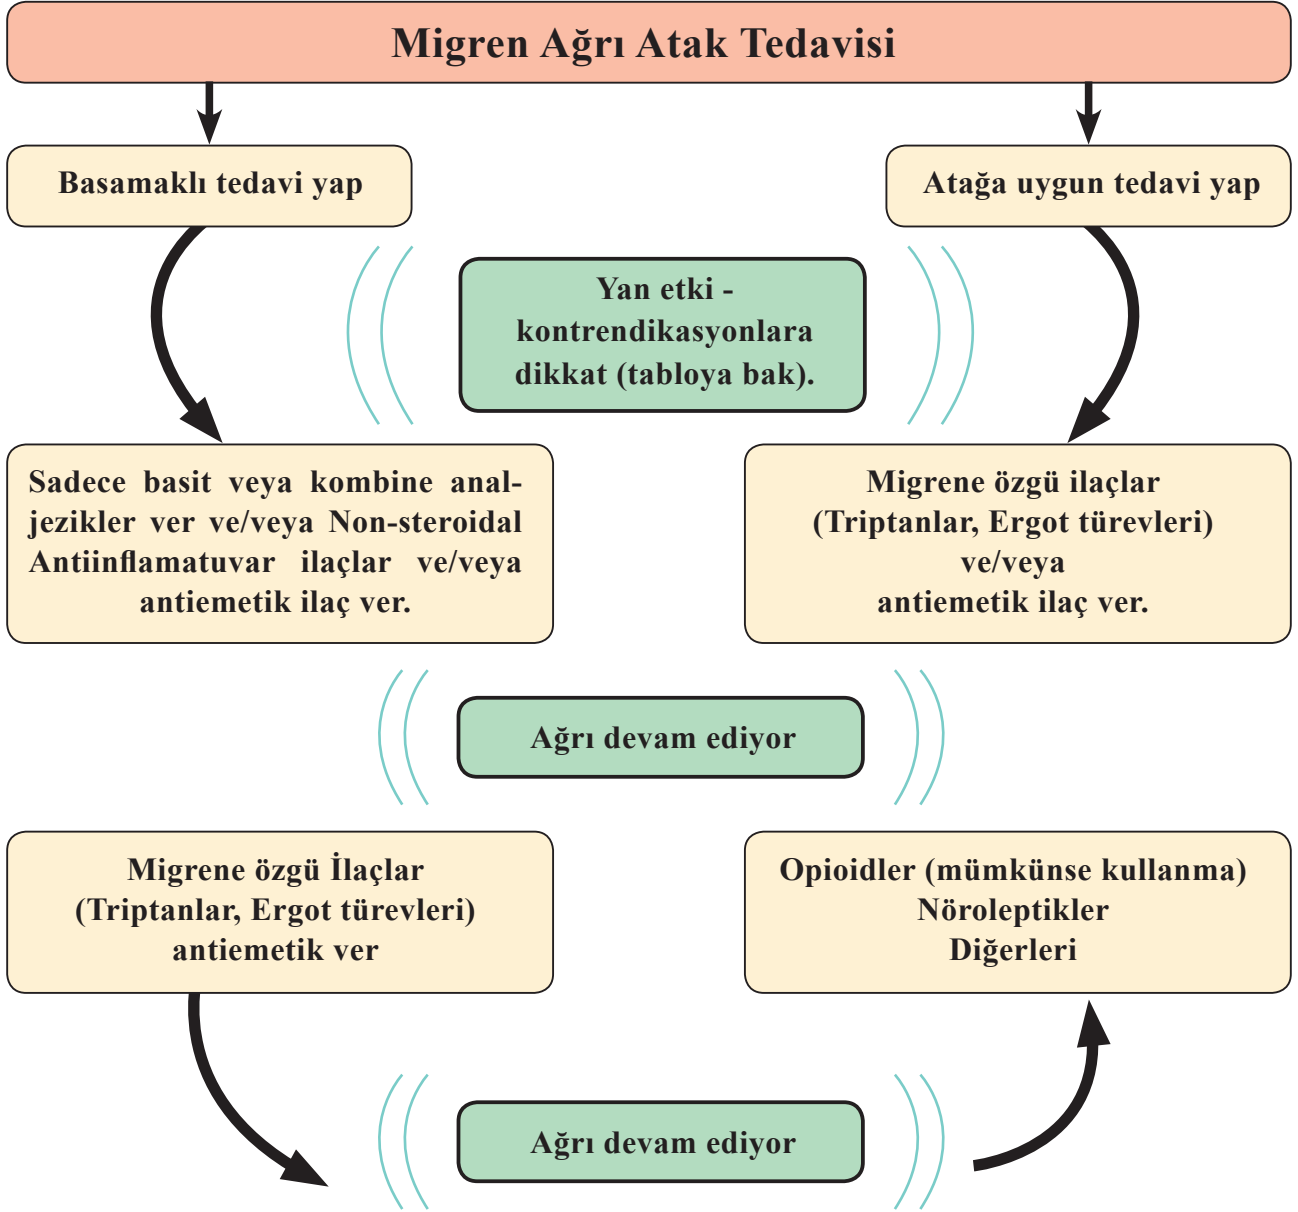 Migren Ağrı Atak Tedavisi
Basamaklı tedavi yap
Atağa uygun tedavi yap
Yan etki -
kontrendikasyonlara
dikkat (tabloya bak).
Sadece basit veya kombine anal-
jezikler ver ve/veya Non-steroidal
Antiinflamatuvar ilaçlar ve/veya
antiemetik ilaç ver.
Migrene özgü ilaçlar
(Triptanlar, Ergot türevleri)
ve/veya
antiemetik ilaç ver.
Ağrı devam ediyor
Migrene özgü İlaçlar
(Triptanlar, Ergot türevleri)
antiemetik ver
Opioidler (mümkünse kullanma)
Nöroleptikler
Diğerleri
Ağrı devam ediyor